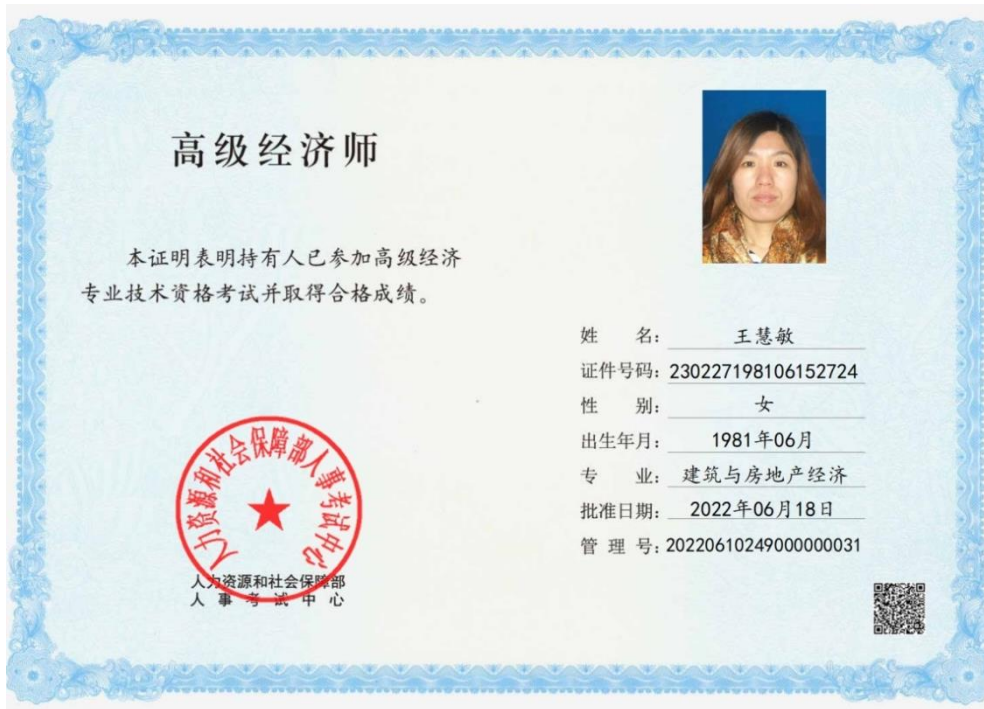 高级经济师
本证明表明持有人已参加高级经济
专业技术资格考试并取得合格成绩。
姓 名: 王慧敏
证件号码: 230227198106152724
性 别: 女
出生年月: 1981年06月
专 业: 建筑与房地产经济
批准日期: 2022年06月18日
管 理 号: 20220610249000000031
人力资源和社会保障部人事考试中心
人力资源和社会保障部
人 事 考 试 中 心